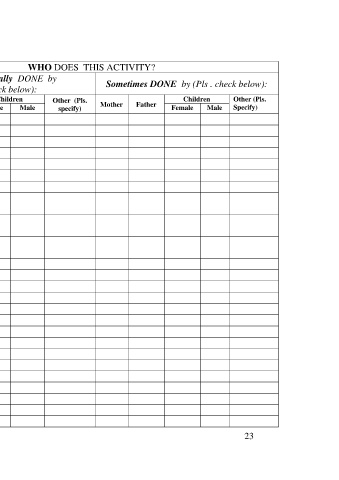 WHO DOES THIS ACTIVITY?
ally DONE by
ck below):
Sometimes DONE by (Pls . check below):
hildren
Other (Pls. specify)
Mother
Father
Children
Other (Pls. Specify)
e
Male
Female
Male
23